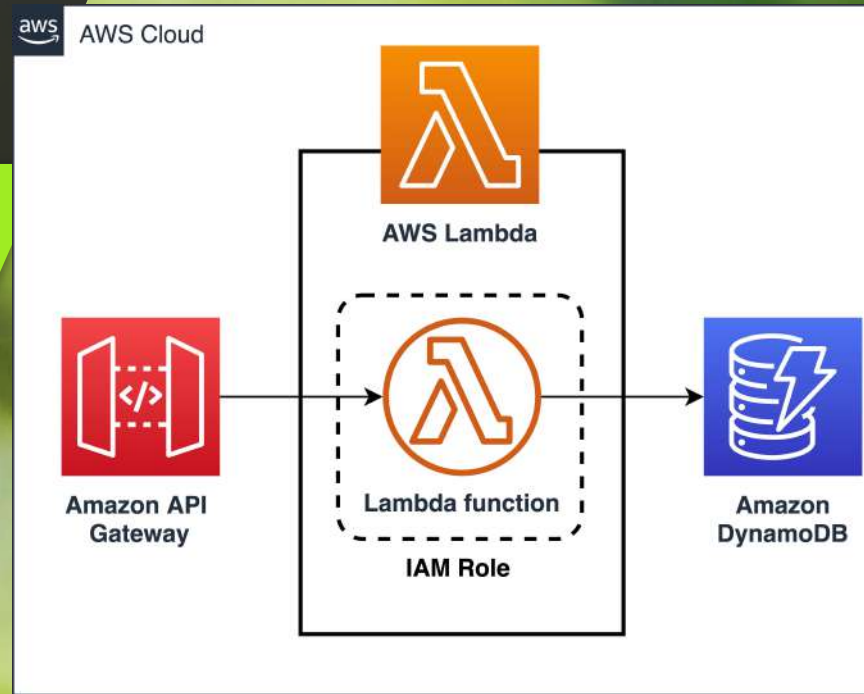 aws
AWS Cloud
AWS Lambda
</>
Amazon API
Gateway
Lambda function
IAM Role
Amazon
DynamoDB